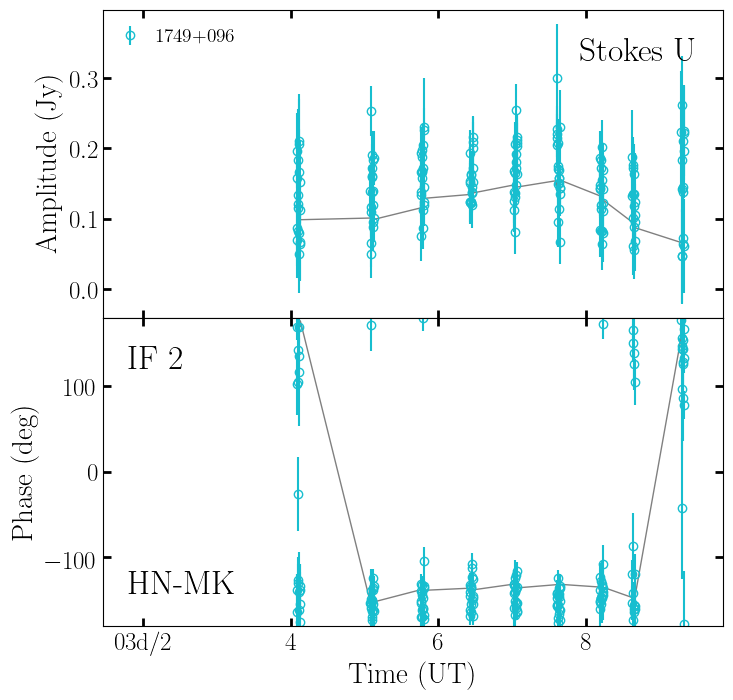 1749+096
Stokes U
0.3
0.2
0.1
0.0
Amplitude (Jy)
IF 2
100
0
−100
Phase (deg)
HN-MK
03d/2
4
6
8
Time (UT)